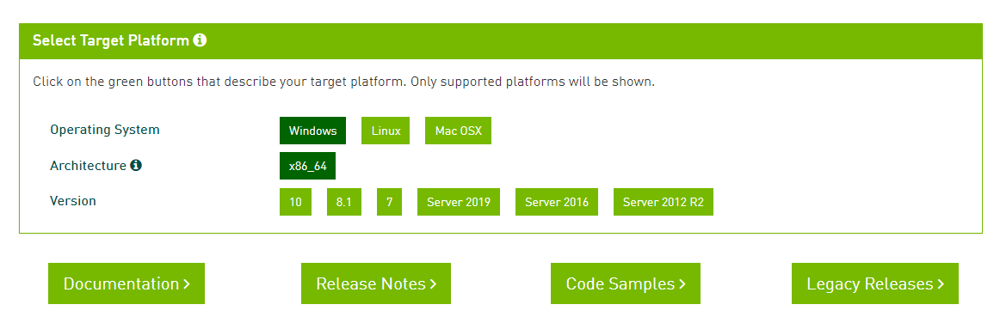 Select Target Platform
Click on the green buttons that describe your target platform. Only supported platforms will be shown.
Operating System Windows Linux Mac OSX
Architecture x86_64
Version 10 8.1 7 Server 2019 Server 2016 Server 2012 R2
Documentation > Release Notes > Code Samples > Legacy Releases >